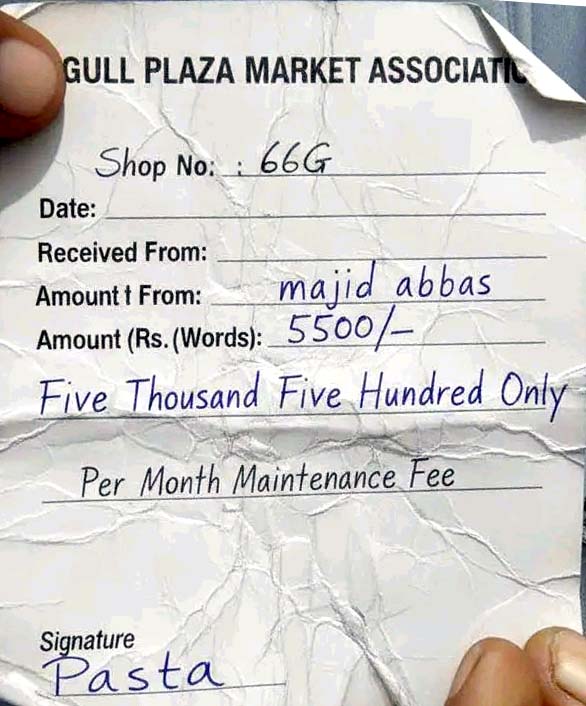 GULL PLAZA MARKET ASSOCIATI
Shop No: : 66G
Date:
Received From:
Amount t From: majid abbas
Amount (Rs. (Words): 5500/-
Five Thousand Five Hundred Only
Per Month Maintenance Fee
Signature
Pasta